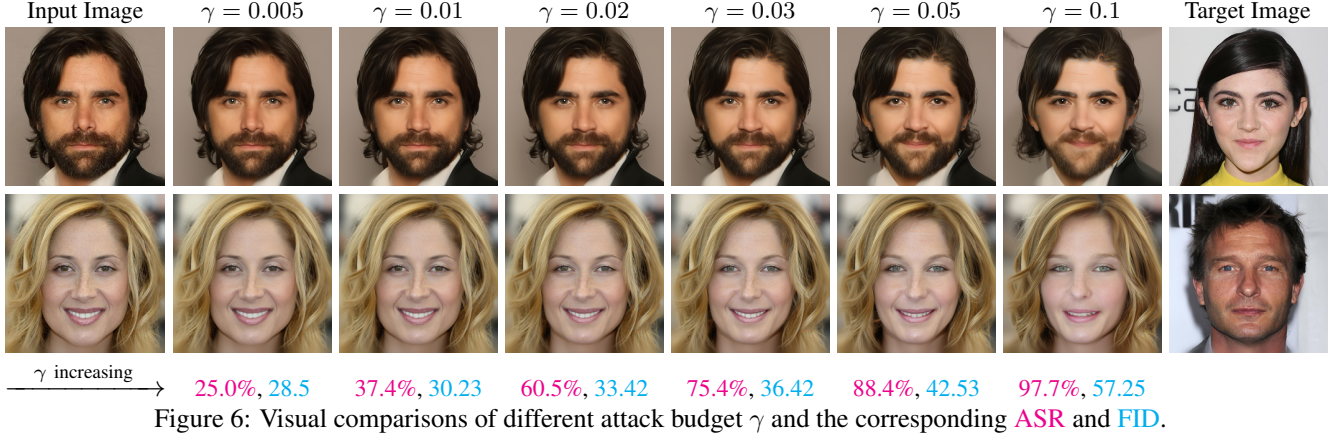 Input Image γ = 0.005 γ = 0.01 γ = 0.02 γ = 0.03 γ = 0.05 γ = 0.1 Target Image
ca
RIE
γ increasing 25.0%, 28.5 37.4%, 30.23 60.5%, 33.42 75.4%, 36.42 88.4%, 42.53 97.7%, 57.25
Figure 6: Visual comparisons of different attack budget γ and the corresponding ASR and FID.